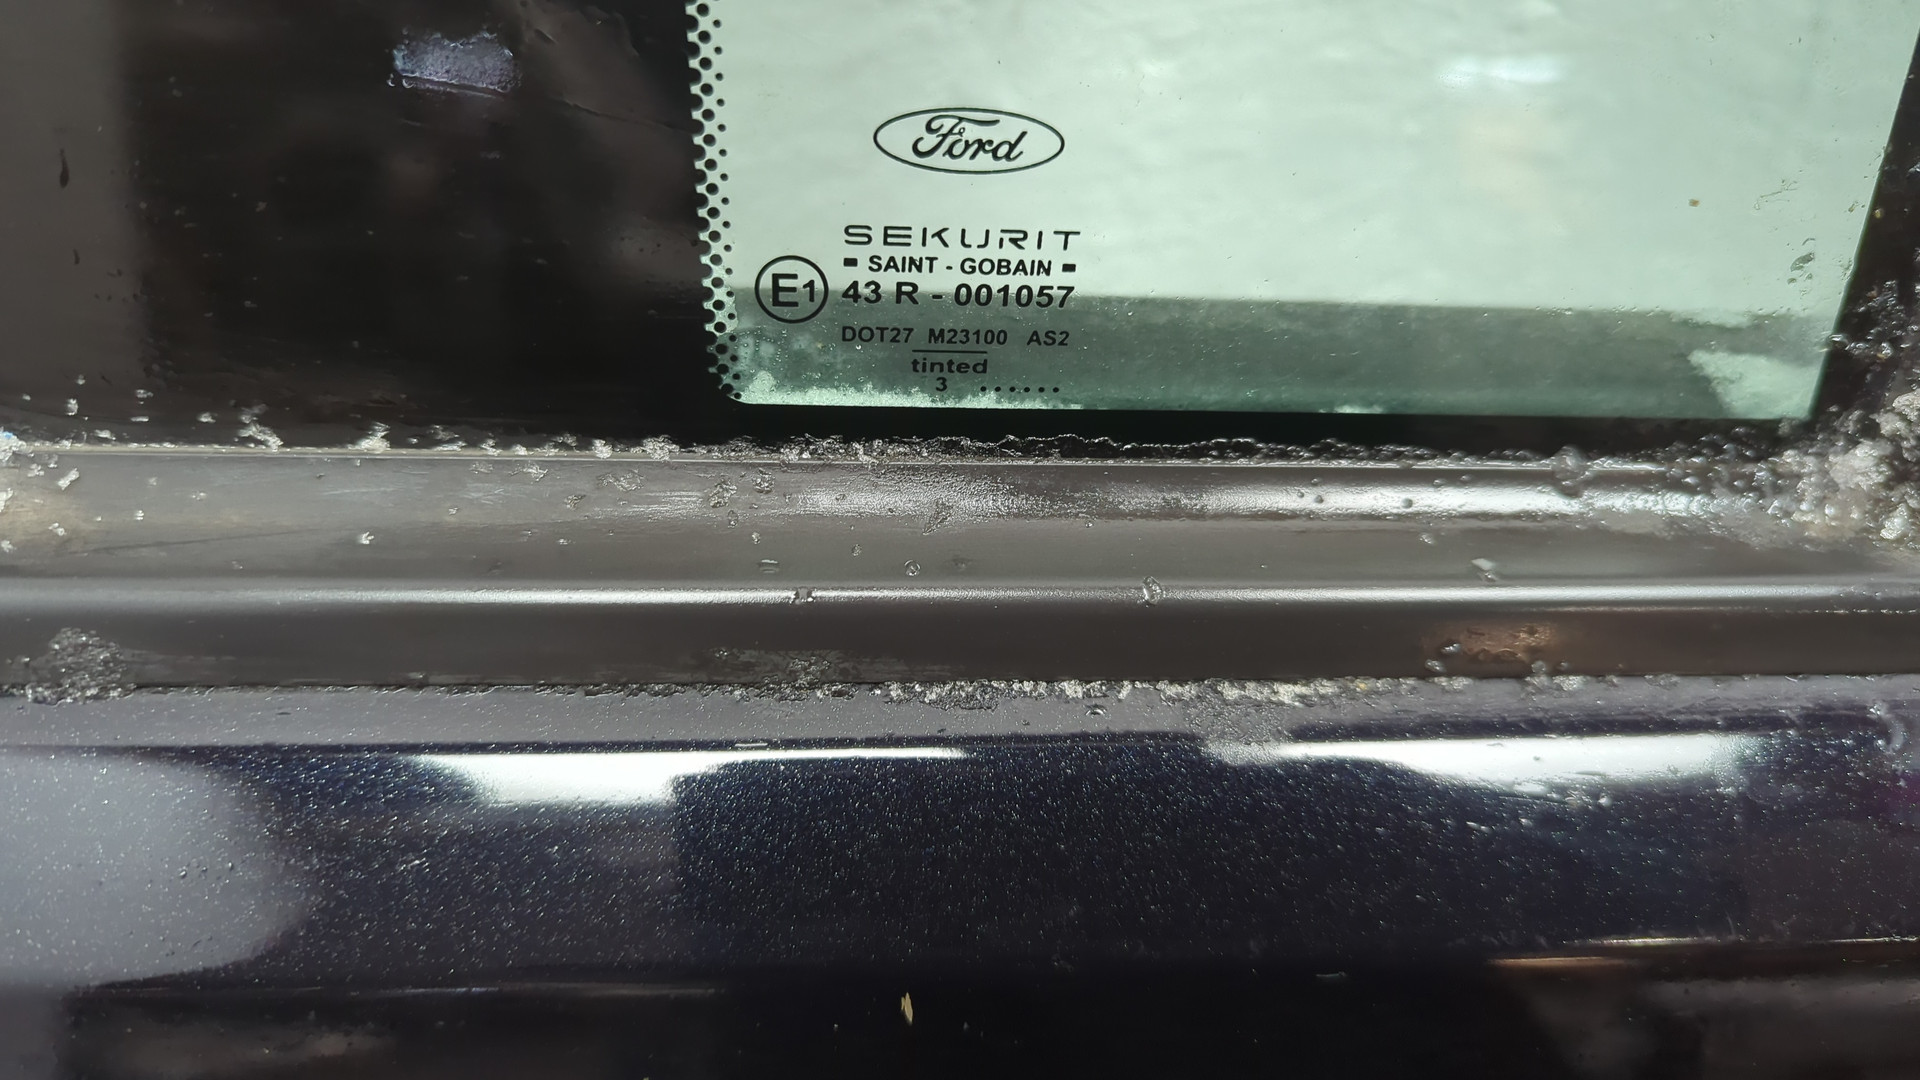 Ford
SEKURIT
SAINT - GOBAIN
E1 43 R - 001057
DOT27 M23100 AS2
tinted
3 ......